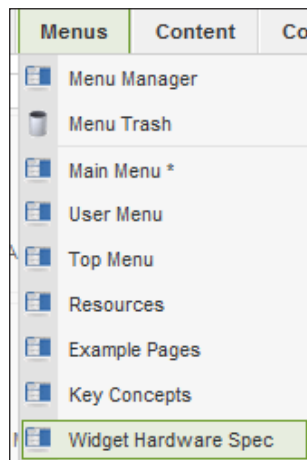 Menus Content Co
Menu Manager
Menu Trash
Main Menu *
User Menu
Top Menu
Resources
Example Pages
Key Concepts
Widget Hardware Spec